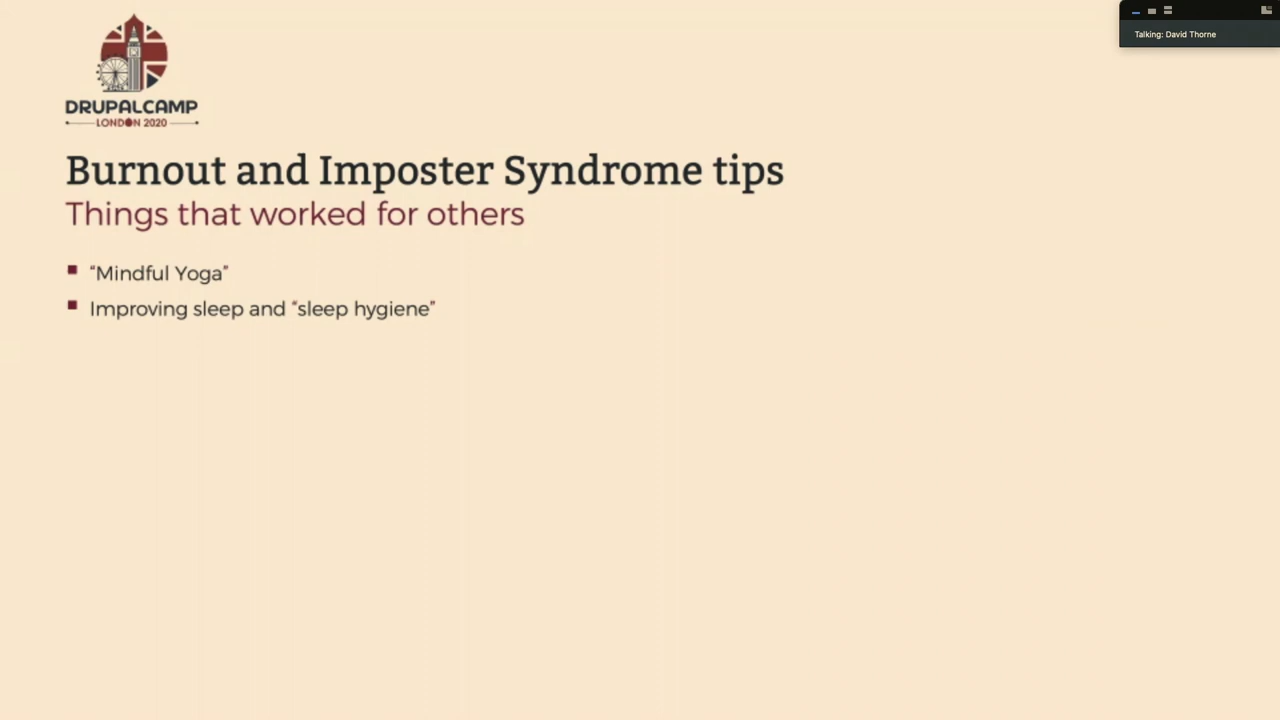 Talking: David Thorne
DRUPALCAMP
LONDON 2020
Burnout and Imposter Syndrome tips
Things that worked for others
“Mindful Yoga”
Improving sleep and “sleep hygiene”